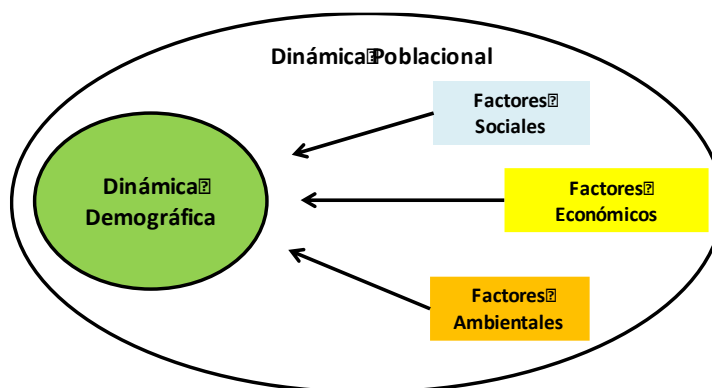 Dinámica Poblacional
Factores
Sociales
Dinámica
Demográfica
Factores
Económicos
Factores
Ambientales